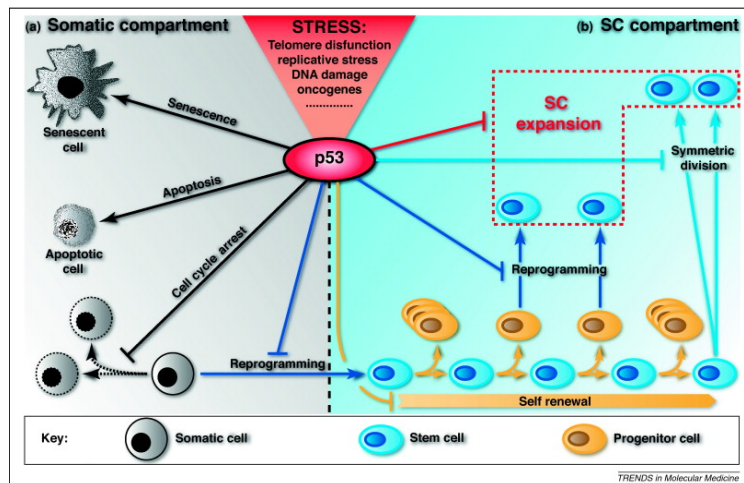 (a) Somatic compartment
STRESS:
Telomere disfunction
replicative stress
DNA damage
oncogenes
..............
(b) SC compartment
Senescent
cell
Senescence
p53
SC
expansion
Symmetric
division
Apoptosis
Apoptotic
cell
Cell cycle arrest
Reprogramming
Reprogramming
Self renewal
Key:
Somatic cell
Stem cell
Progenitor cell
TRENDS in Molecular Medicine